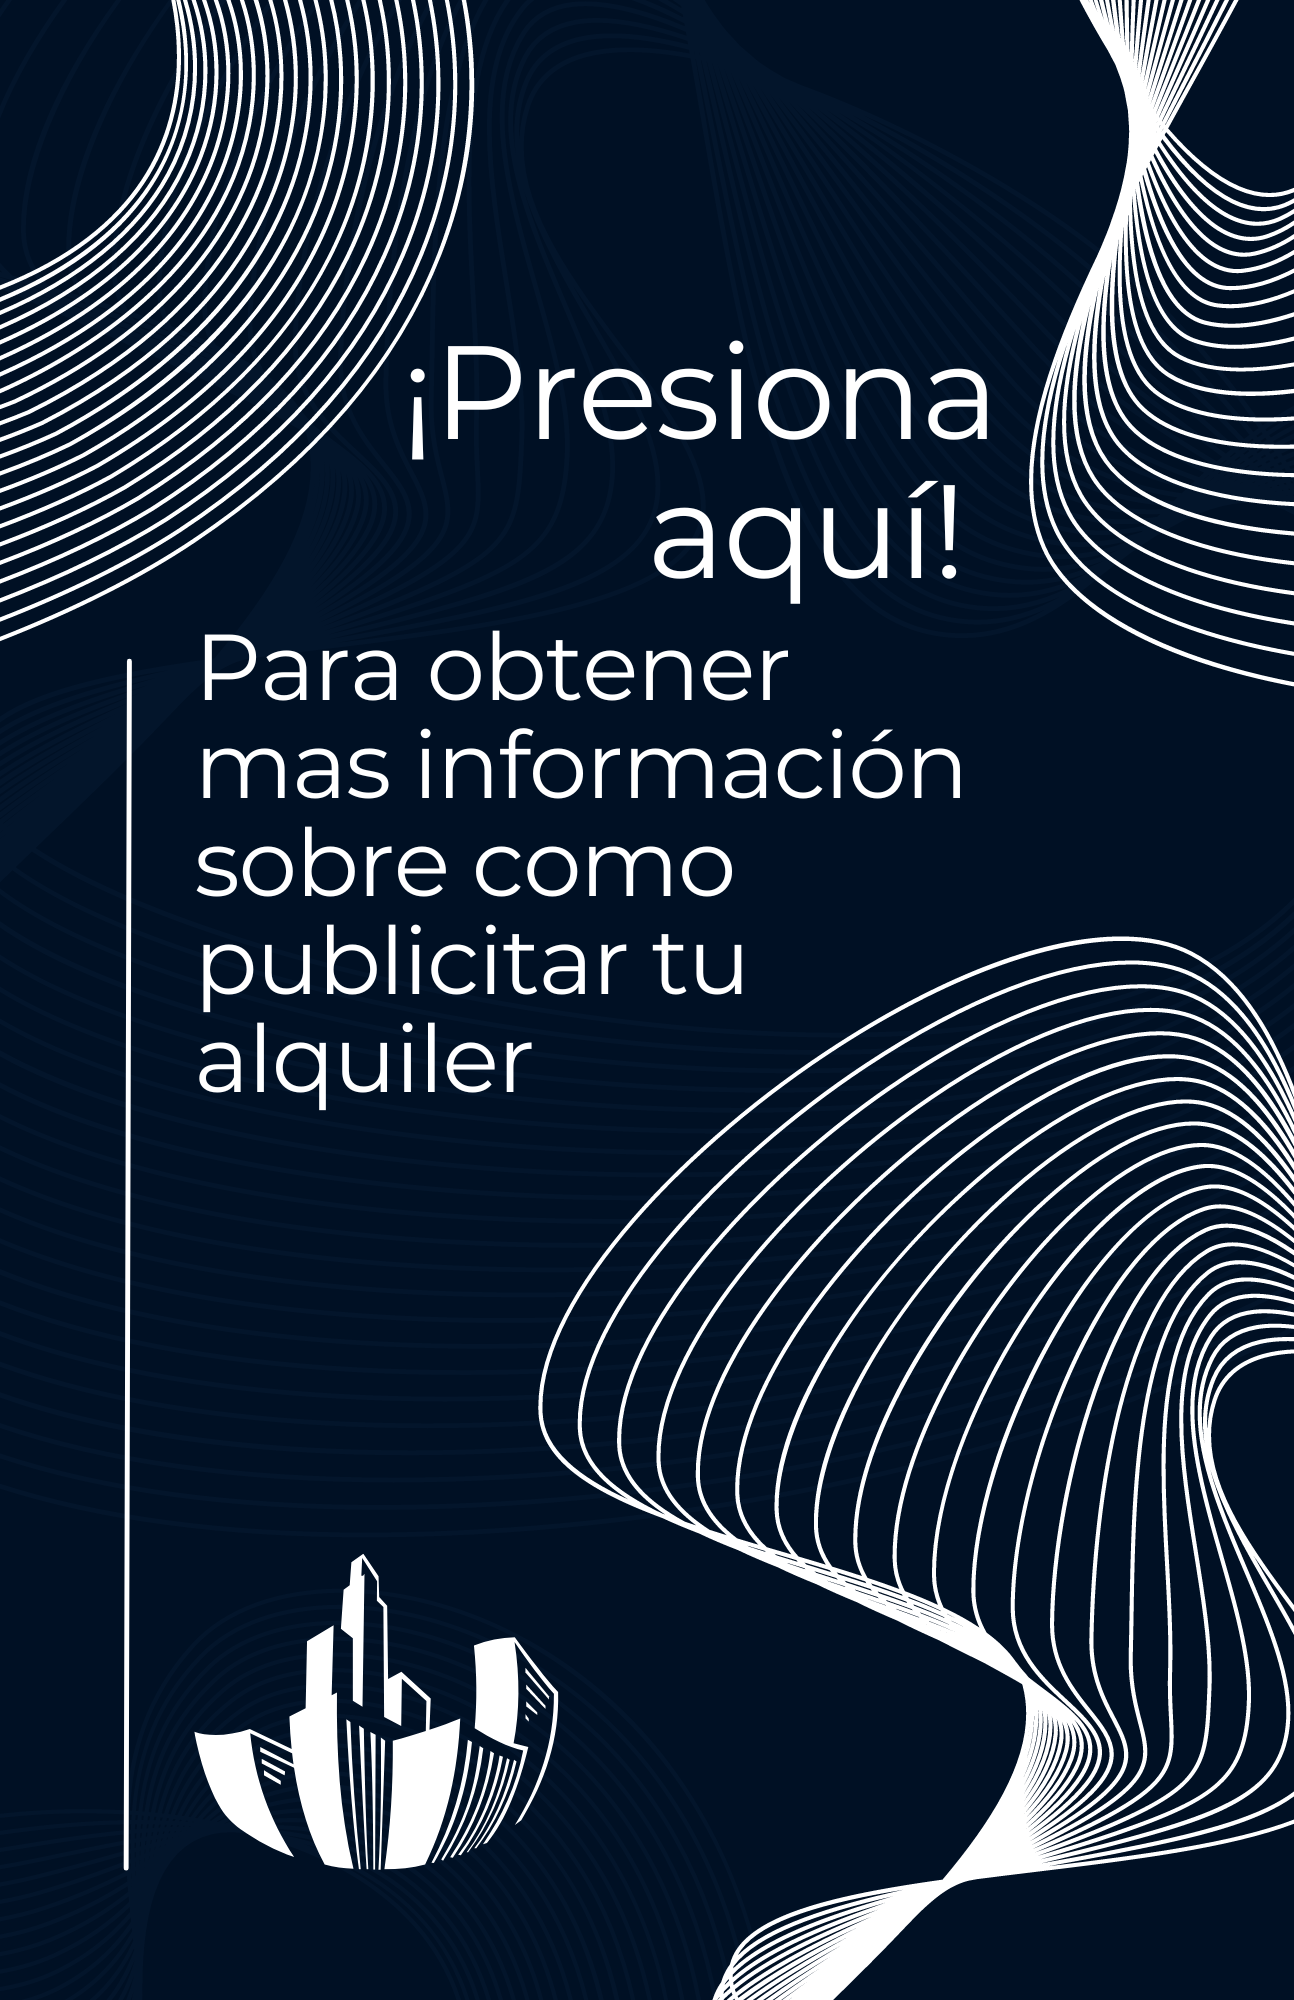 ¡Presiona
aquí!
Para obtener
mas información
sobre como
publicitar tu
alquiler